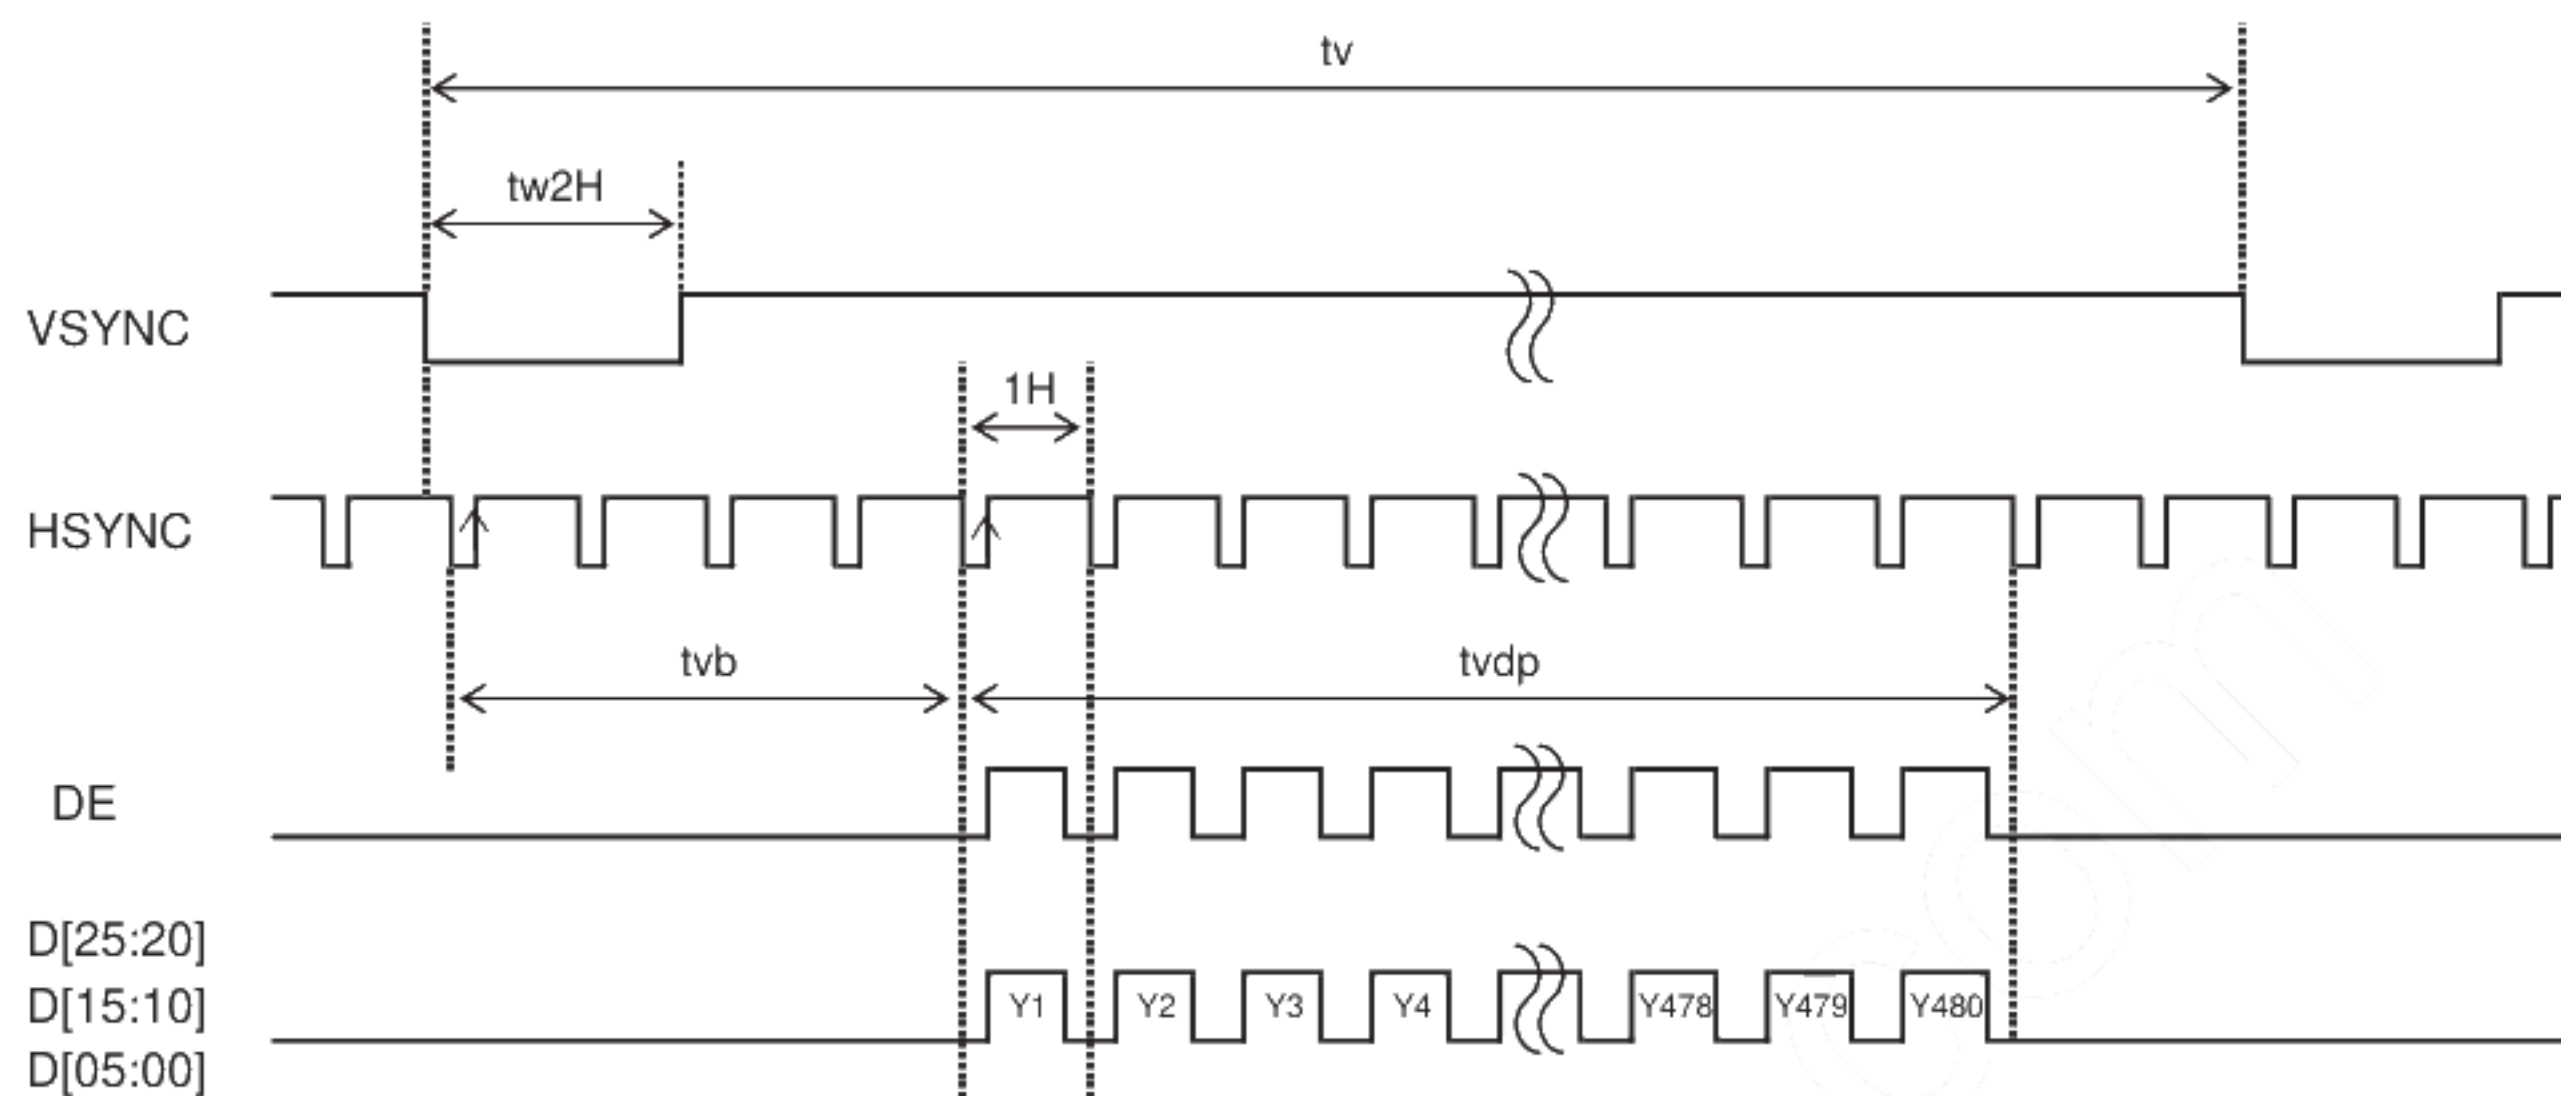 tv
tw2H
VSYNC
1H
HSYNC
tvb tvdp
DE
D[25:20]
D[15:10] Y1 Y2 Y3 Y4 Y478 Y479 Y480
D[05:00]
com